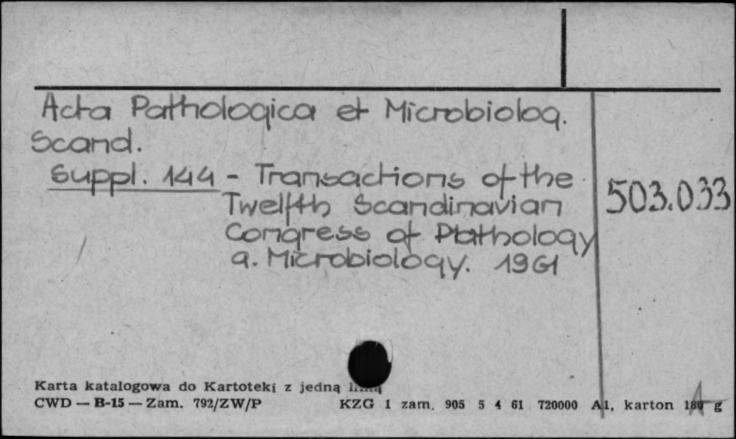 Acta Pathologica et Microbiolog.
Scand.
Suppl. 144 - Transactions of the
Twelfth Scandinavian
Congress of Pathology
a. Microbiology. 1961
503.033
Karta katalogowa do Kartoteki z jedną linią
CWD — B-15 — Zam. 792/ZW/P KZG 1 zam. 905 5 4 61 720000 A1, karton 180 g